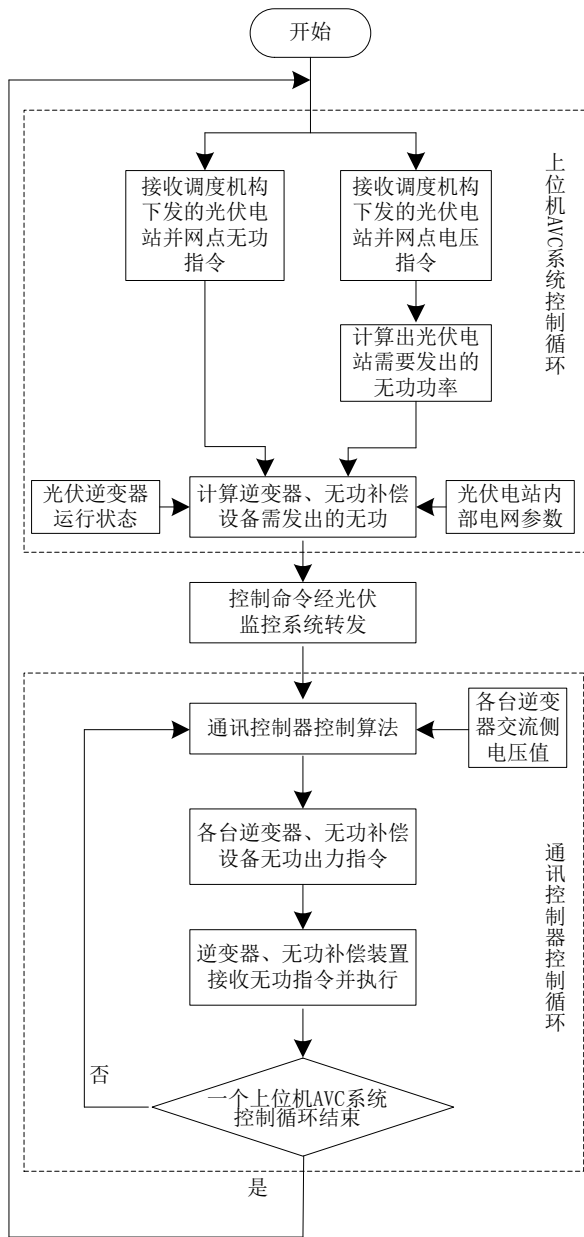 开始
接收调度机构
下发的光伏电
站并网点无功
指令
接收调度机构
下发的光伏电
站并网点电压
指令
上位机AVC系统控制循环
计算出光伏电
站需要发出的
无功功率
光伏逆变器
运行状态
计算逆变器、无功补偿
设备需发出的无功
光伏电站内
部电网参数
控制命令经光伏
监控系统转发
通讯控制器控制算法
各台逆变
器交流侧
电压值
各台逆变器、无功补偿
设备无功出力指令
通讯控制器控制循环
逆变器、无功补偿装置
接收无功指令并执行
否
一个上位机AVC系统
控制循环结束
是